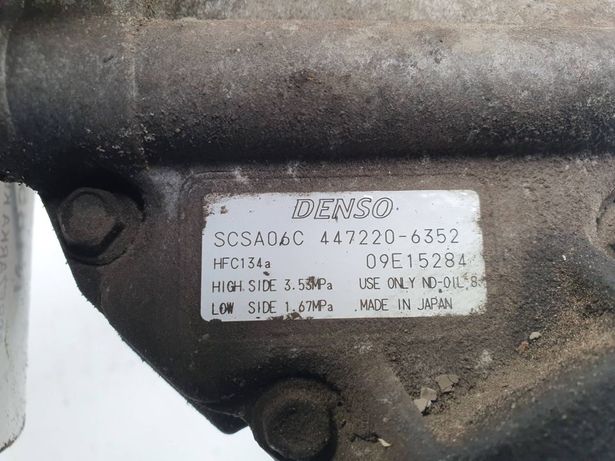 DENSO
SCSA06C 447220-6352
HFC134a 09E15284
HIGH SIDE 3.53MPa USE ONLY ND-OIL 8
LOW SIDE 1.67MPa MADE IN JAPAN